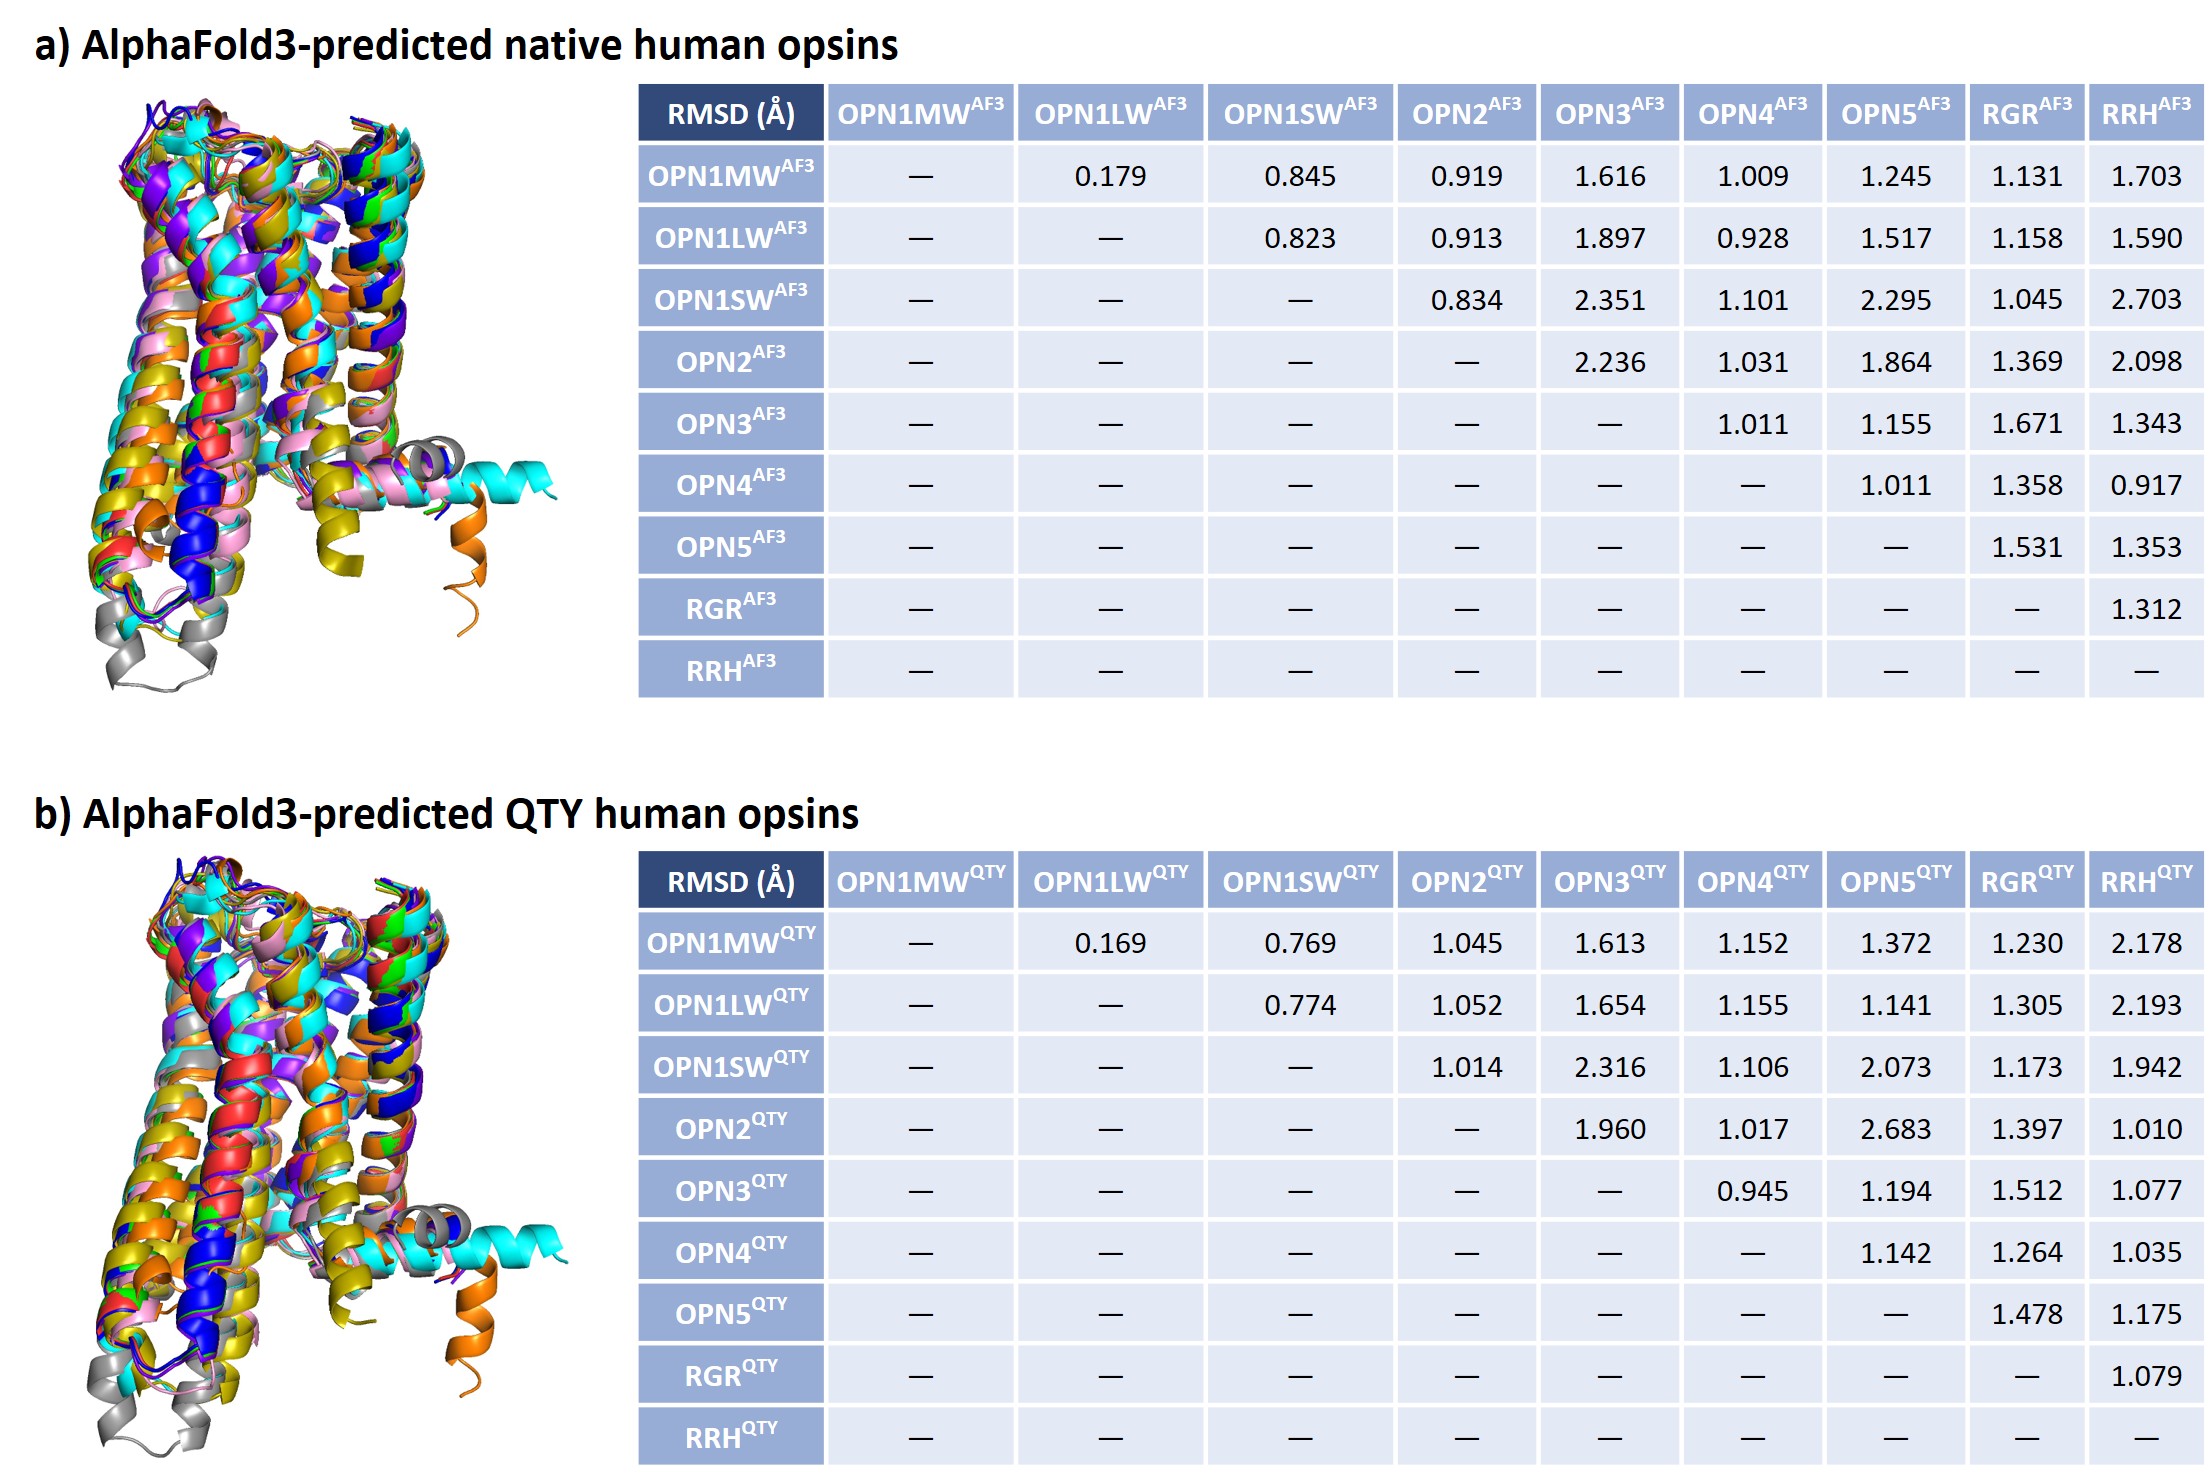 a) AlphaFold3-predicted native human opsins
RMSD (Å) OPN1MW^AF3 OPN1LW^AF3 OPN1SW^AF3 OPN2^AF3 OPN3^AF3 OPN4^AF3 OPN5^AF3 RGR^AF3 RRH^AF3
OPN1MW^AF3 — 0.179 0.845 0.919 1.616 1.009 1.245 1.131 1.703
OPN1LW^AF3 — — 0.823 0.913 1.897 0.928 1.517 1.158 1.590
OPN1SW^AF3 — — — 0.834 2.351 1.101 2.295 1.045 2.703
OPN2^AF3 — — — — 2.236 1.031 1.864 1.369 2.098
OPN3^AF3 — — — — — 1.011 1.155 1.671 1.343
OPN4^AF3 — — — — — — 1.011 1.358 0.917
OPN5^AF3 — — — — — — — 1.531 1.353
RGR^AF3 — — — — — — — — 1.312
RRH^AF3 — — — — — — — — —
b) AlphaFold3-predicted QTY human opsins
RMSD (Å) OPN1MW^QTY OPN1LW^QTY OPN1SW^QTY OPN2^QTY OPN3^QTY OPN4^QTY OPN5^QTY RGR^QTY RRH^QTY
OPN1MW^QTY — 0.169 0.769 1.045 1.613 1.152 1.372 1.230 2.178
OPN1LW^QTY — — 0.774 1.052 1.654 1.155 1.141 1.305 2.193
OPN1SW^QTY — — — 1.014 2.316 1.106 2.073 1.173 1.942
OPN2^QTY — — — — 1.960 1.017 2.683 1.397 1.010
OPN3^QTY — — — — — 0.945 1.194 1.512 1.077
OPN4^QTY — — — — — — 1.142 1.264 1.035
OPN5^QTY — — — — — — — 1.478 1.175
RGR^QTY — — — — — — — — 1.079
RRH^QTY — — — — — — — — —